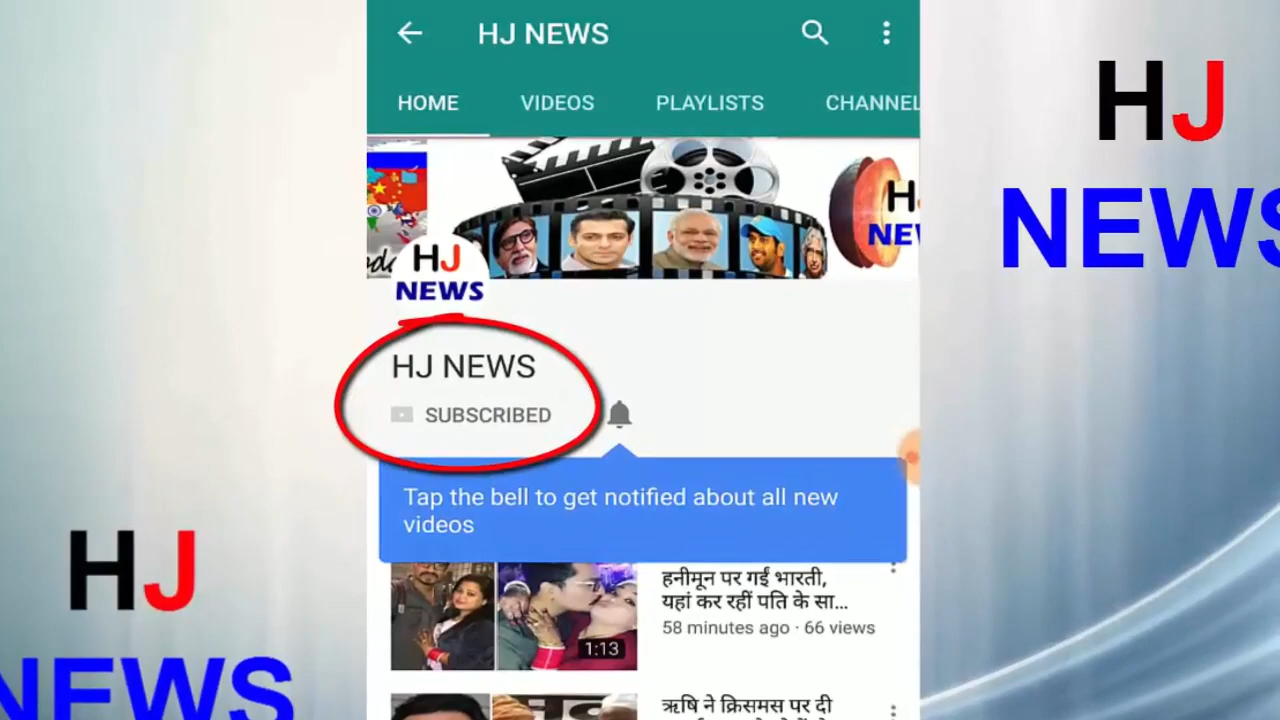 HJ NEWS
HOME VIDEOS PLAYLISTS CHANNEL
HJ
NEWS
HJ
NEWS
HJ NEWS
SUBSCRIBED
Tap the bell to get notified about all new
videos
हनीमून पर गईं भारती,
यहां कर रहीं पति के सा...
58 minutes ago · 66 views
1:13
ऋषि ने क्रिसमस पर दी
HJ
NEWS